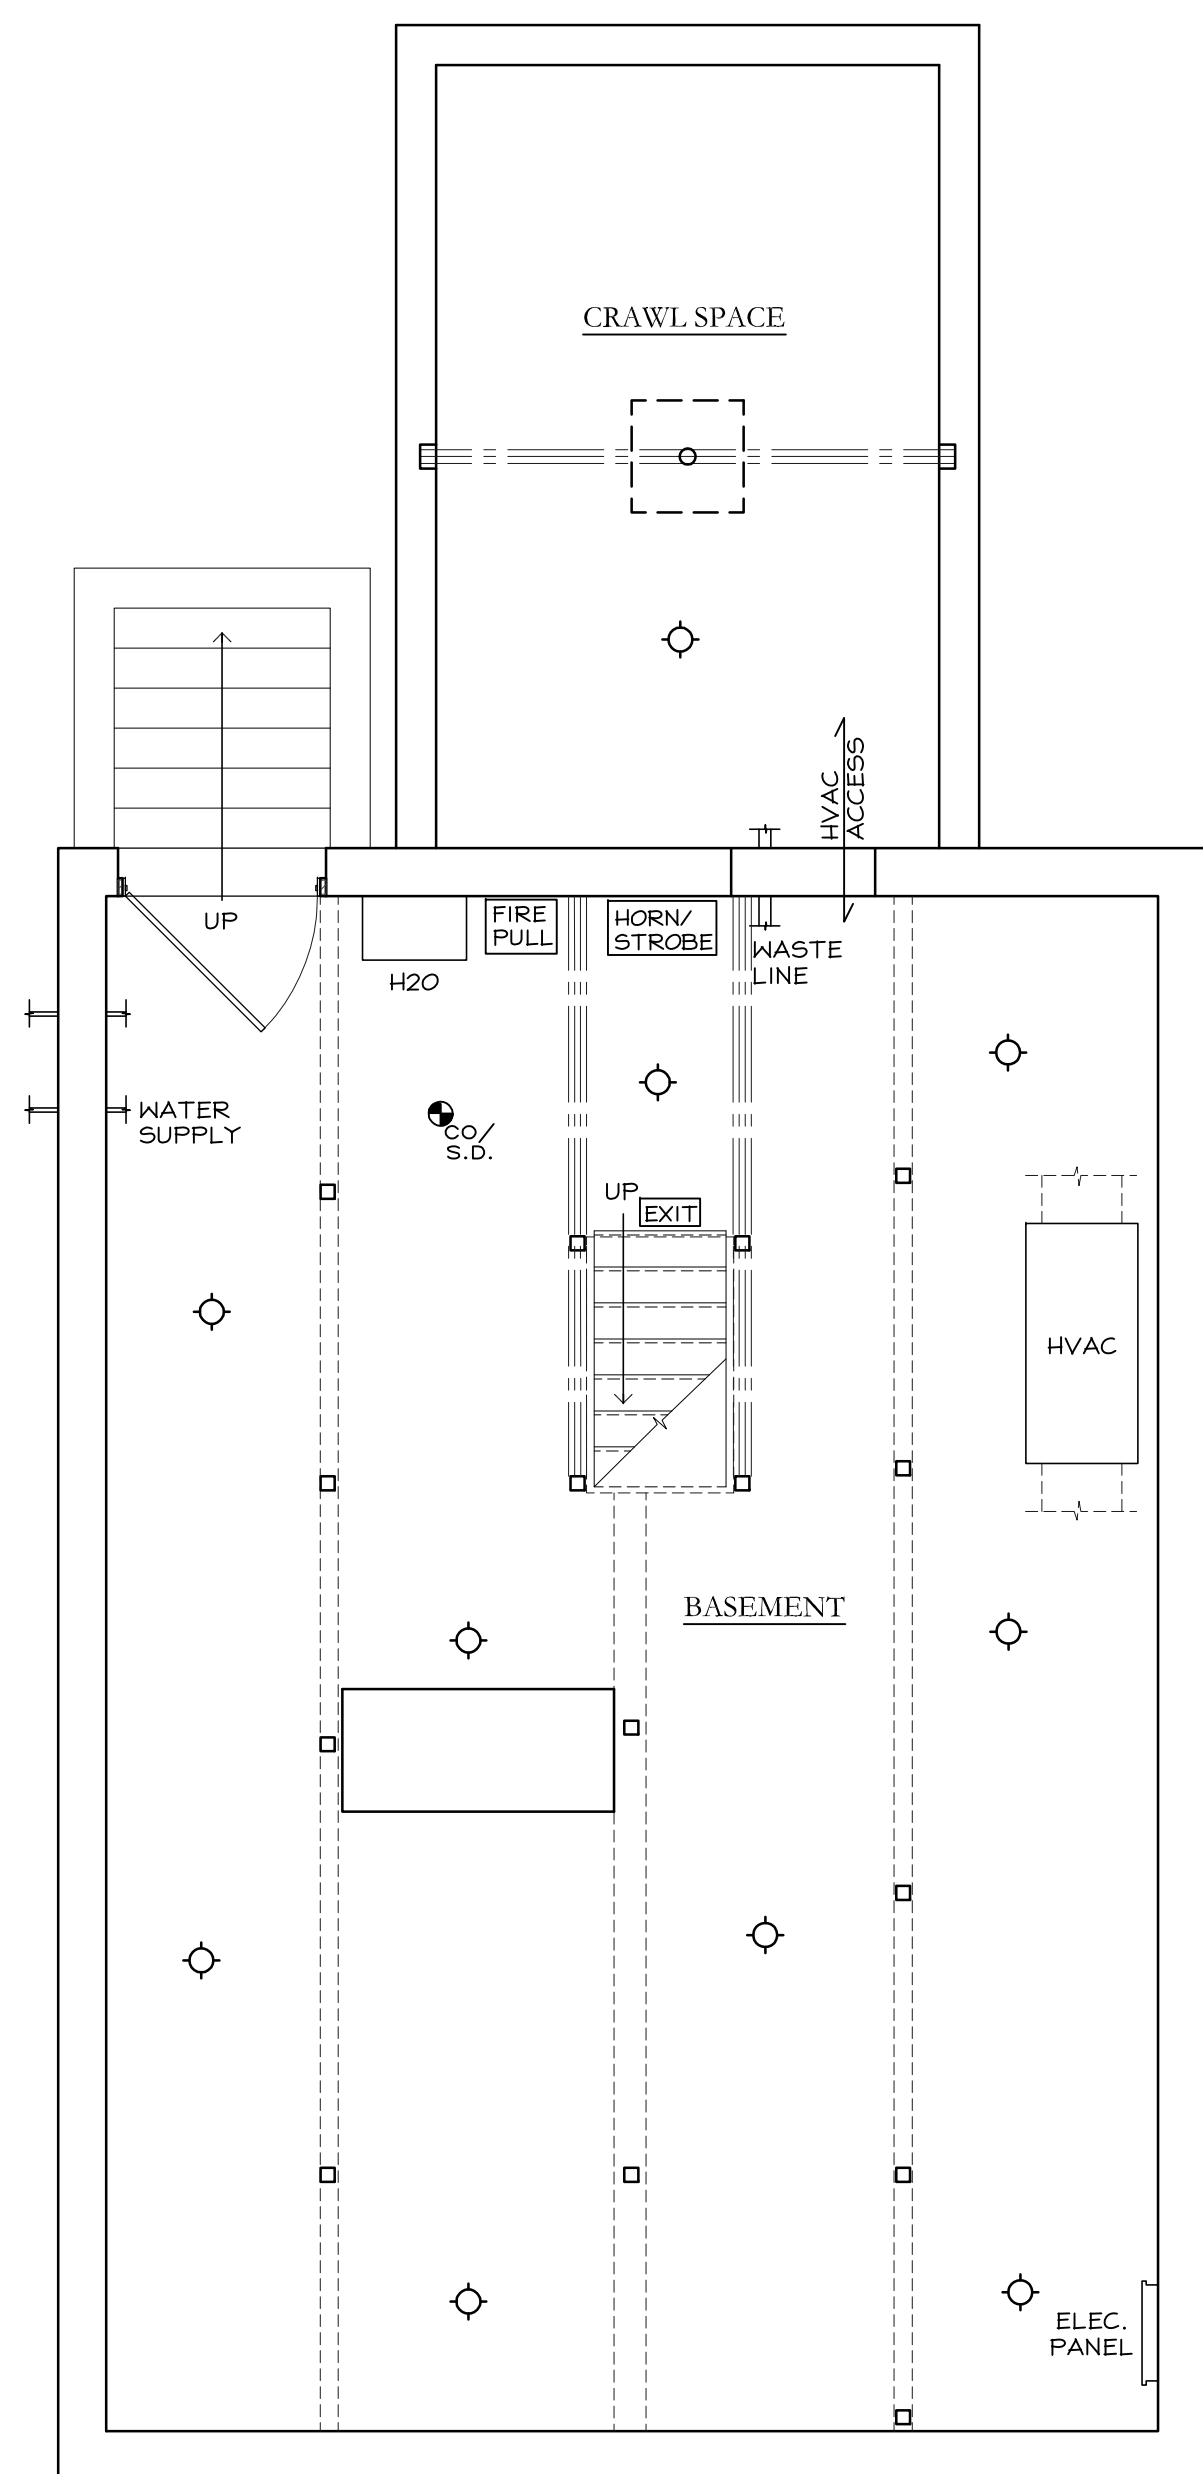 CRAWL SPACE
HVAC
ACCESS
UP
FIRE
PULL
HORN/
STROBE
WASTE
LINE
H2O
WATER
SUPPLY
CO/
S.D.
UP
EXIT
HVAC
BASEMENT
ELEC.
PANEL